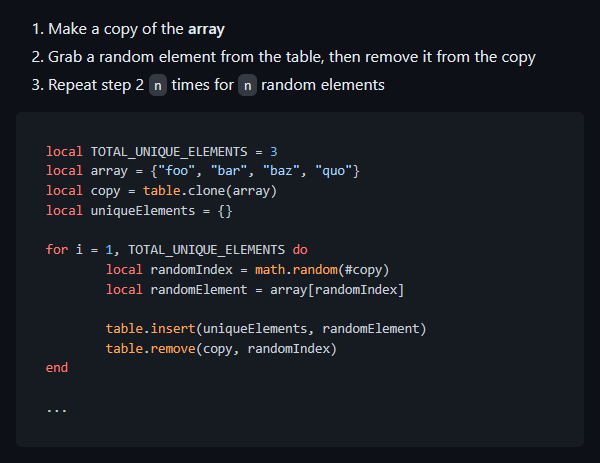 1. Make a copy of the array
2. Grab a random element from the table, then remove it from the copy
3. Repeat step 2 n times for n random elements
local TOTAL_UNIQUE_ELEMENTS = 3
local array = {"foo", "bar", "baz", "quo"}
local copy = table.clone(array)
local uniqueElements = {}
for i = 1, TOTAL_UNIQUE_ELEMENTS do
local randomIndex = math.random(#copy)
local randomElement = array[randomIndex]
table.insert(uniqueElements, randomElement)
table.remove(copy, randomIndex)
end
...